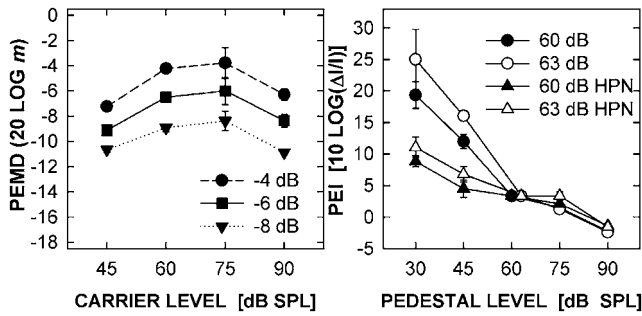 PEMD (20 LOG m)
0
-2
-4
-6
-8
-10
-12
-14
-16
-18
-4 dB
-6 dB
-8 dB
45 60 75 90
CARRIER LEVEL [dB SPL]
PEI [10 LOG(ΔI/I)]
30
25
20
15
10
5
0
-5
60 dB
63 dB
60 dB HPN
63 dB HPN
30 45 60 75 90
PEDESTAL LEVEL [dB SPL]